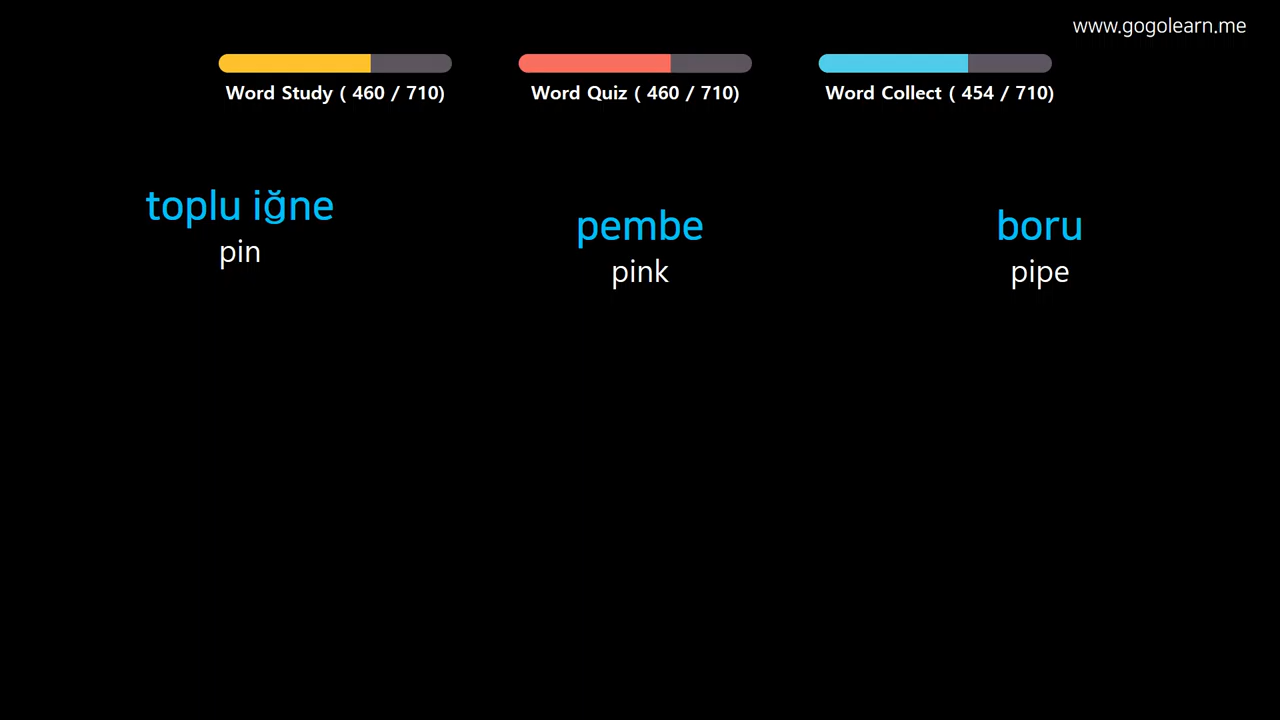 www.gogolearn.me
Word Study ( 460 / 710)
Word Quiz ( 460 / 710)
Word Collect ( 454 / 710)
toplu iğne
pin
pembe
pink
boru
pipe